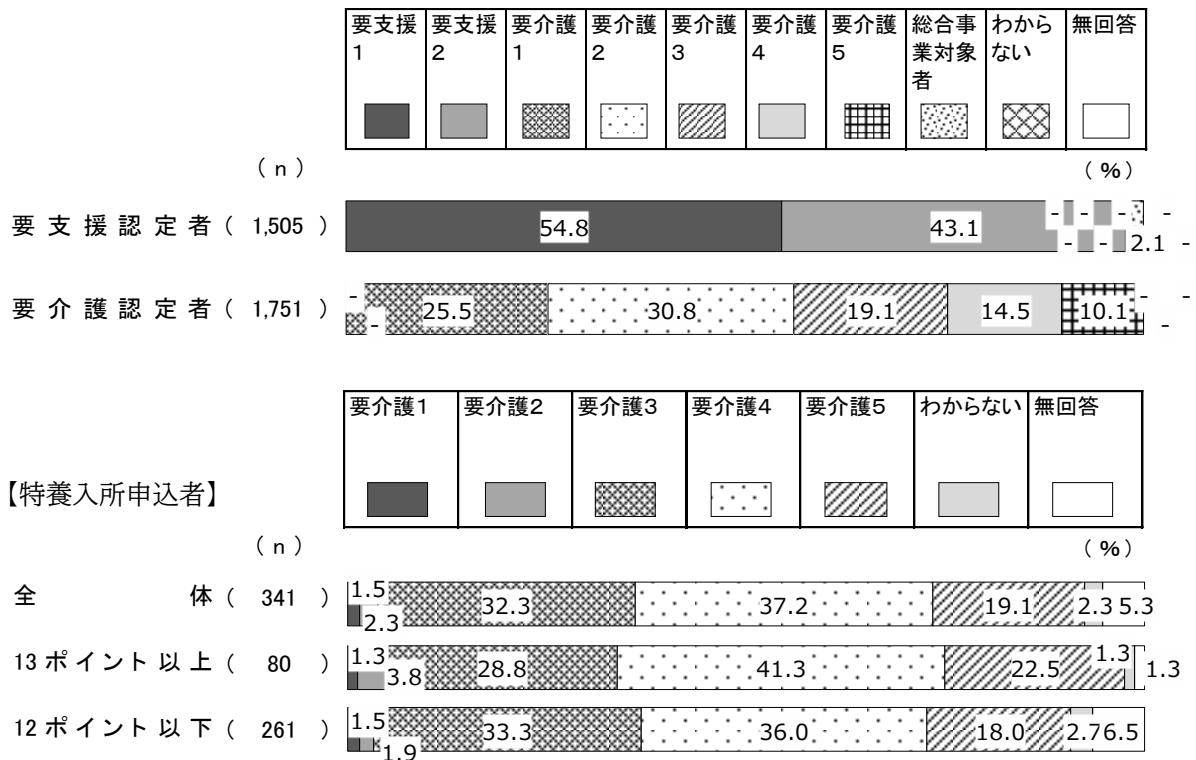 要支援1 要支援2 要介護1 要介護2 要介護3 要介護4 要介護5 総合事業対象者 わからない 無回答
(n) (%)
要支援認定者 ( 1,505 ) 54.8 43.1 - - - - - 2.1 - -
要介護認定者 ( 1,751 ) - - 25.5 30.8 19.1 14.5 10.1 - - -
要介護1 要介護2 要介護3 要介護4 要介護5 わからない 無回答
【特養入所申込者】
(n) (%)
全体 ( 341 ) 1.5 2.3 32.3 37.2 19.1 2.3 5.3
13ポイント以上 ( 80 ) 1.3 3.8 28.8 41.3 22.5 1.3 1.3
12ポイント以下 ( 261 ) 1.5 1.9 33.3 36.0 18.0 2.7 6.5